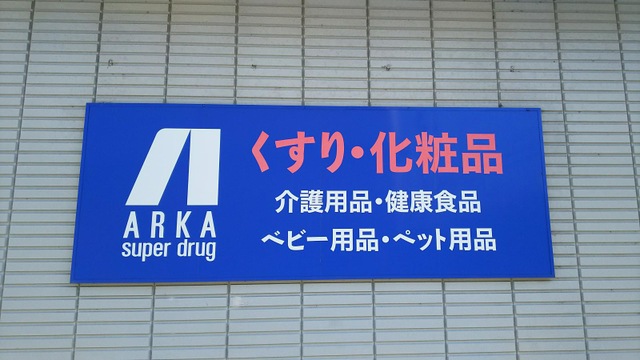 ARKA
super drug
くすり・化粧品
介護用品・健康食品
ベビー用品・ペット用品